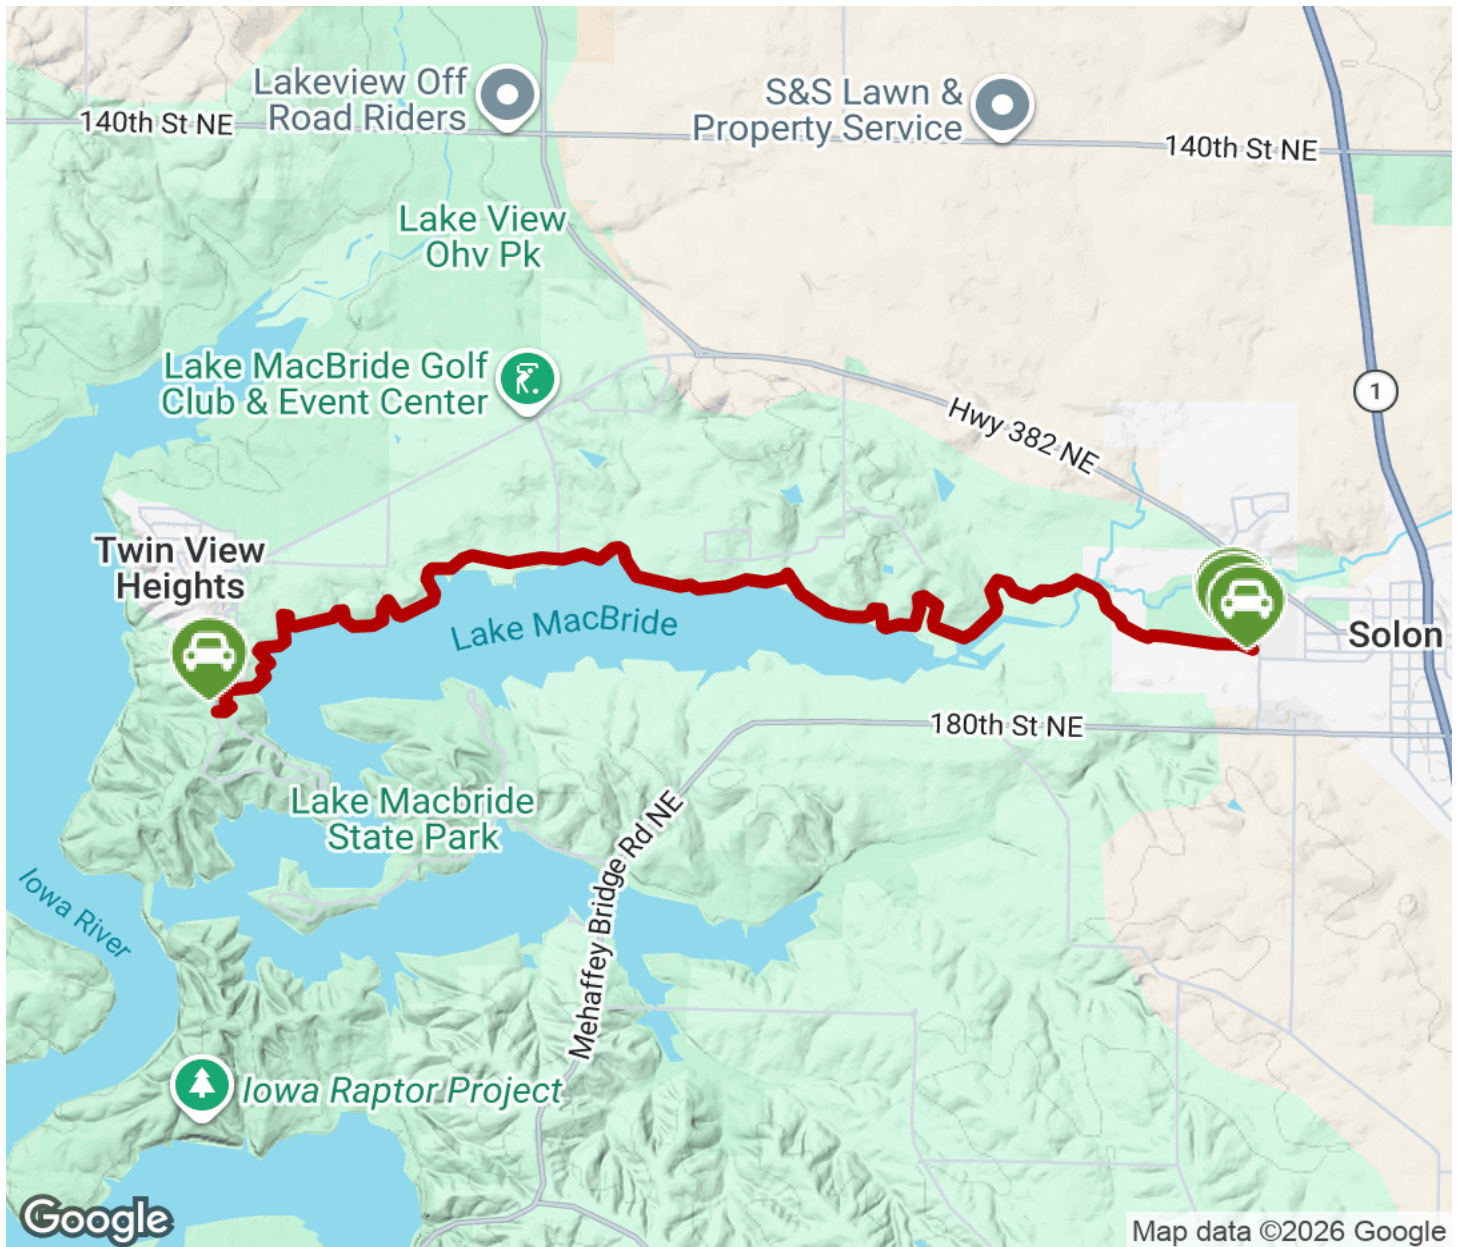 Lakeview Off
Road Riders
S&S Lawn &
Property Service
140th St NE
140th St NE
Lake View
Ohv Pk
Lake MacBride Golf
Club & Event Center
1
Hwy 382 NE
Twin View
Heights
Lake MacBride
Solon
180th St NE
Lake Macbride
State Park
Mehaffey Bridge Rd NE
Iowa River
Iowa Raptor Project
Google
Map data ©2026 Google